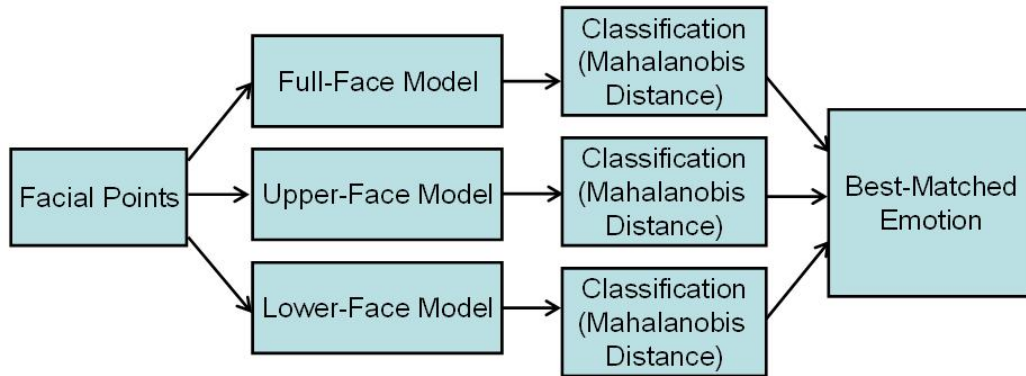 Facial Points
Full-Face Model
Upper-Face Model
Lower-Face Model
Classification
(Mahalanobis
Distance)
Classification
(Mahalanobis
Distance)
Classification
(Mahalanobis
Distance)
Best-Matched
Emotion